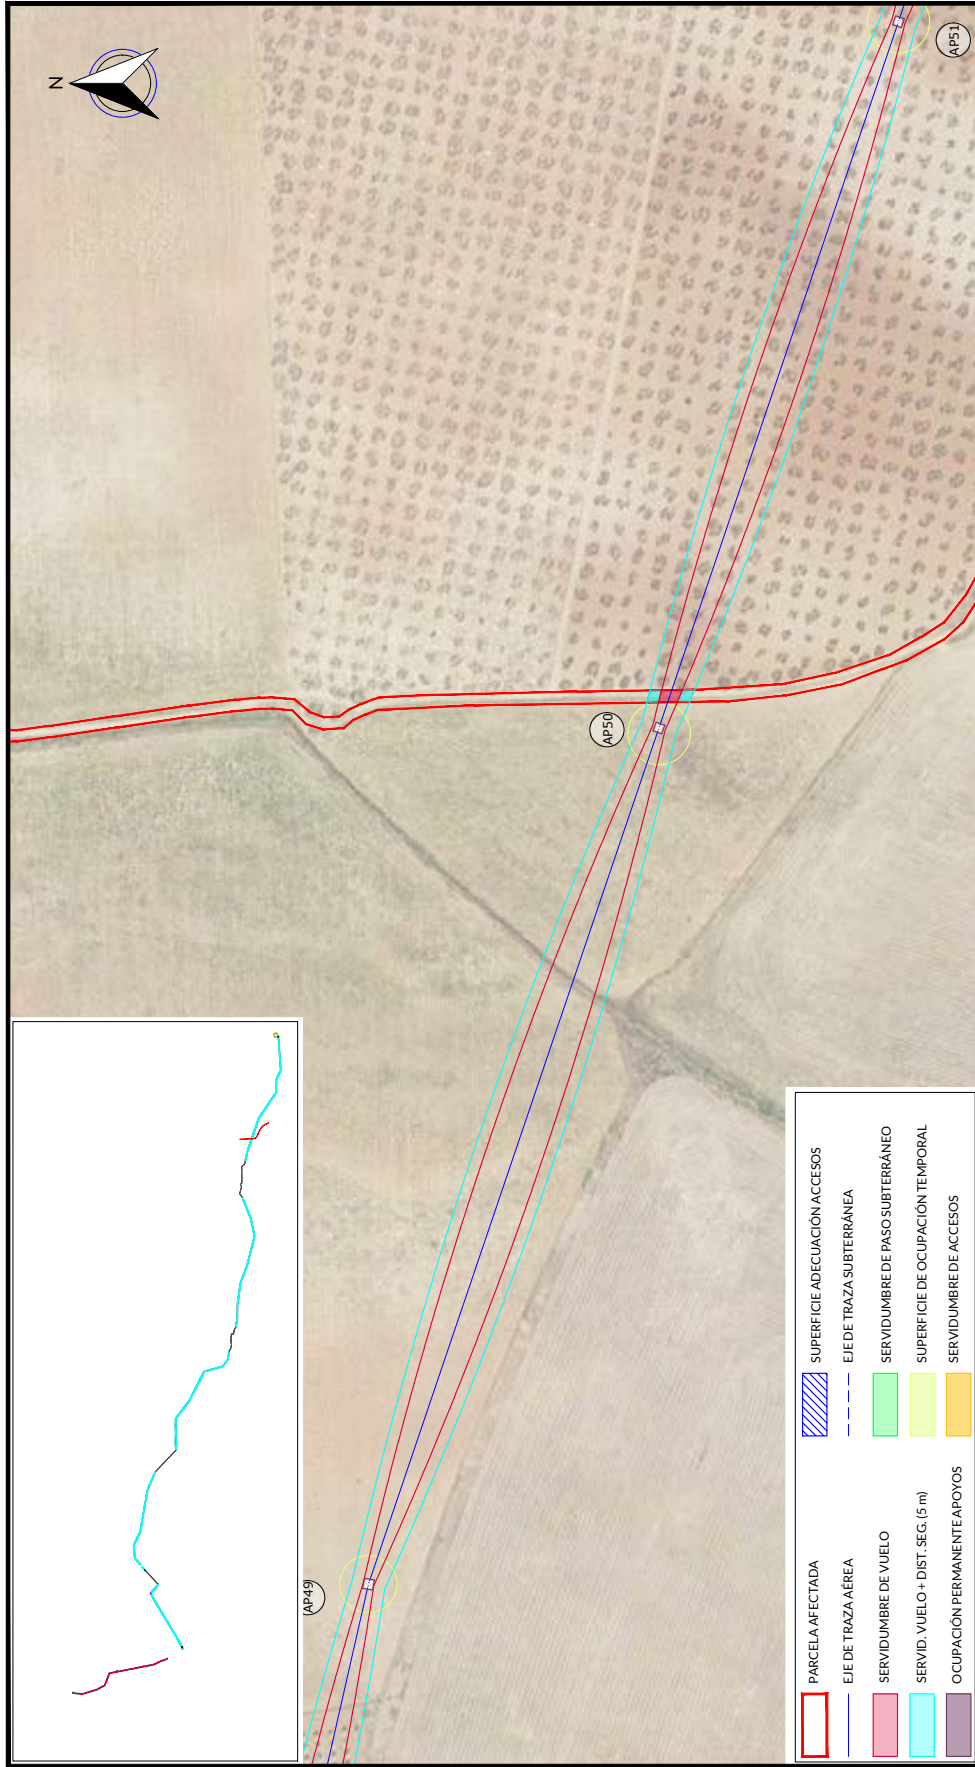 N
AP51
AP50
AP49
PARCELA AFECTADA
EJE DE TRAZA AÉREA
SERVIDUMBRE DE VUELO
SERVID. VUELO + DIST. SEG. (5 m)
OCUPACIÓN PERMANENTE APOYOS
SUPERFICIE ADECUACIÓN ACCESOS
EJE DE TRAZA SUBTERRÁNEA
SERVIDUMBRE DE PASO SUBTERRÁNEO
SUPERFICIE DE OCUPACIÓN TEMPORAL
SERVIDUMBRE DE ACCESOS